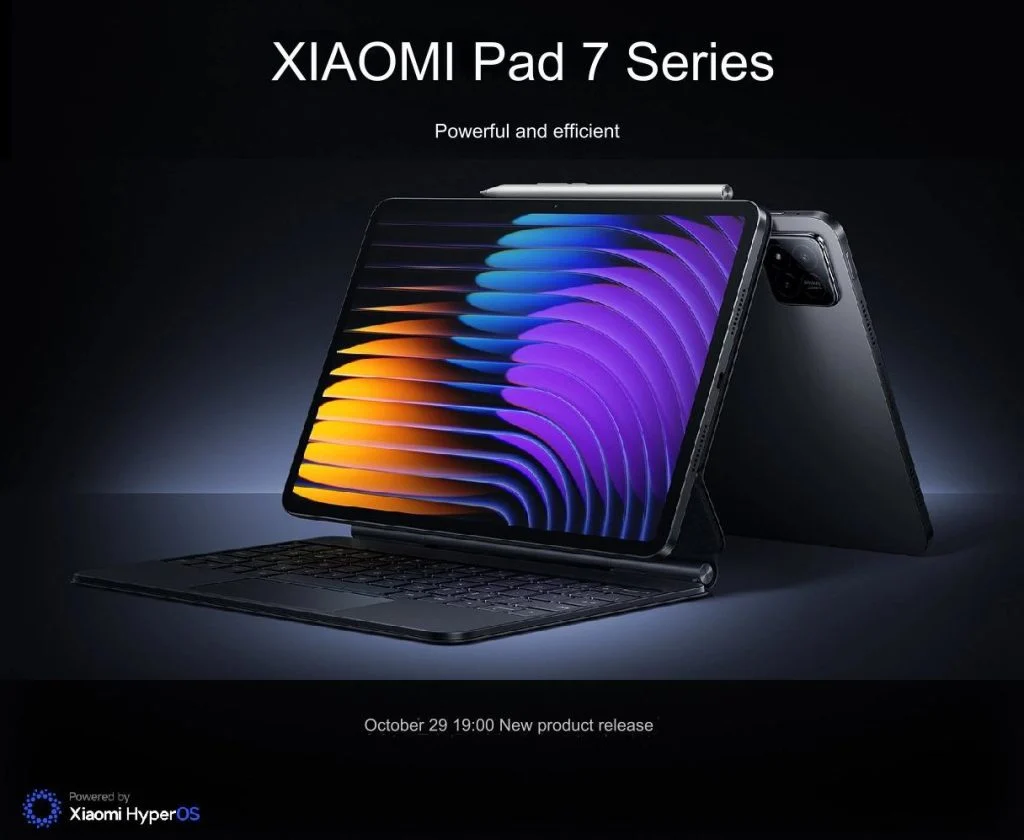 XIAOMI Pad 7 Series
Powerful and efficient
October 29 19:00 New product release
Powered by
Xiaomi HyperOS